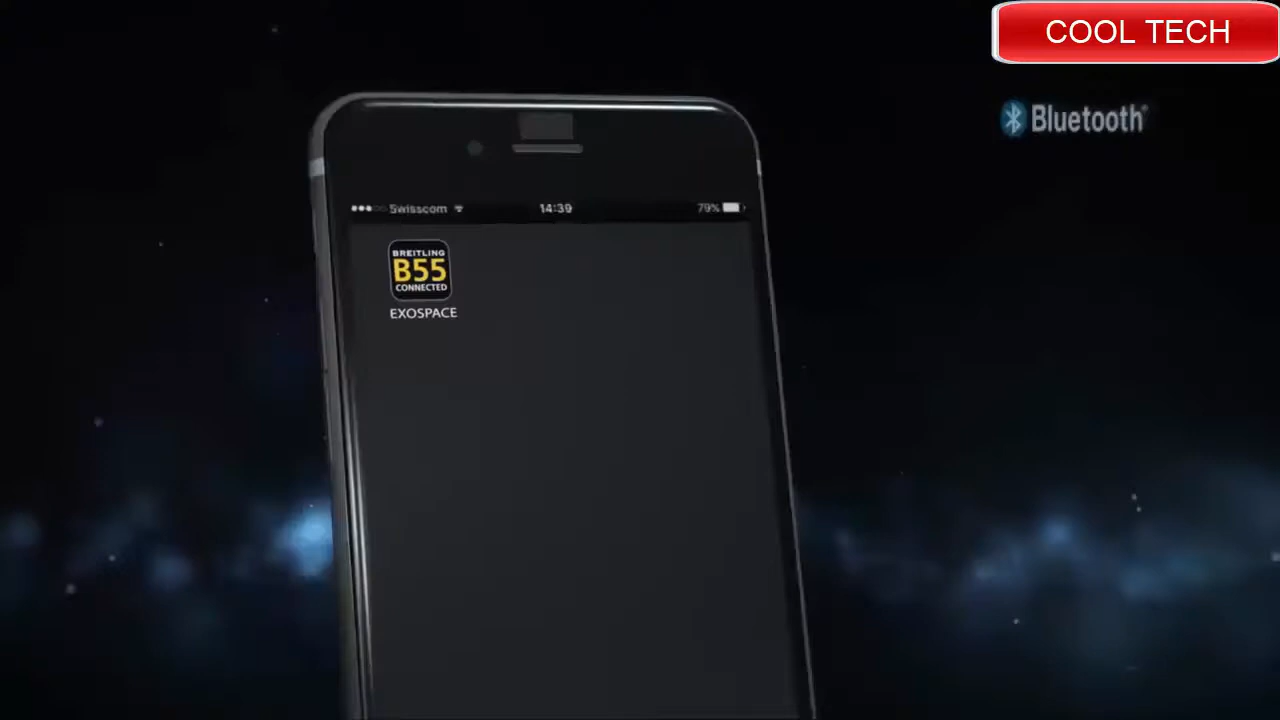 COOL TECH
Bluetooth®
Swisscom 14:39 79%
BREITLING
B55
CONNECTED
EXOSPACE